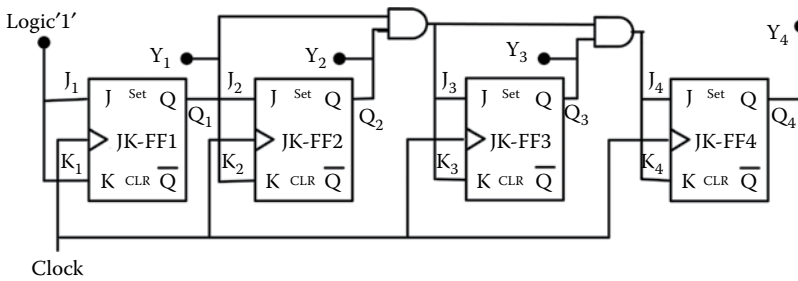 Logic'1'
Y1 Y2 Y3 Y4
J1 J2 J3 J4
J Set Q J Set Q J Set Q J Set Q
Q1 Q2 Q3 Q4
JK-FF1 JK-FF2 JK-FF3 JK-FF4
K1 K2 K3 K4
K CLR Q̅ K CLR Q̅ K CLR Q̅ K CLR Q̅
Clock